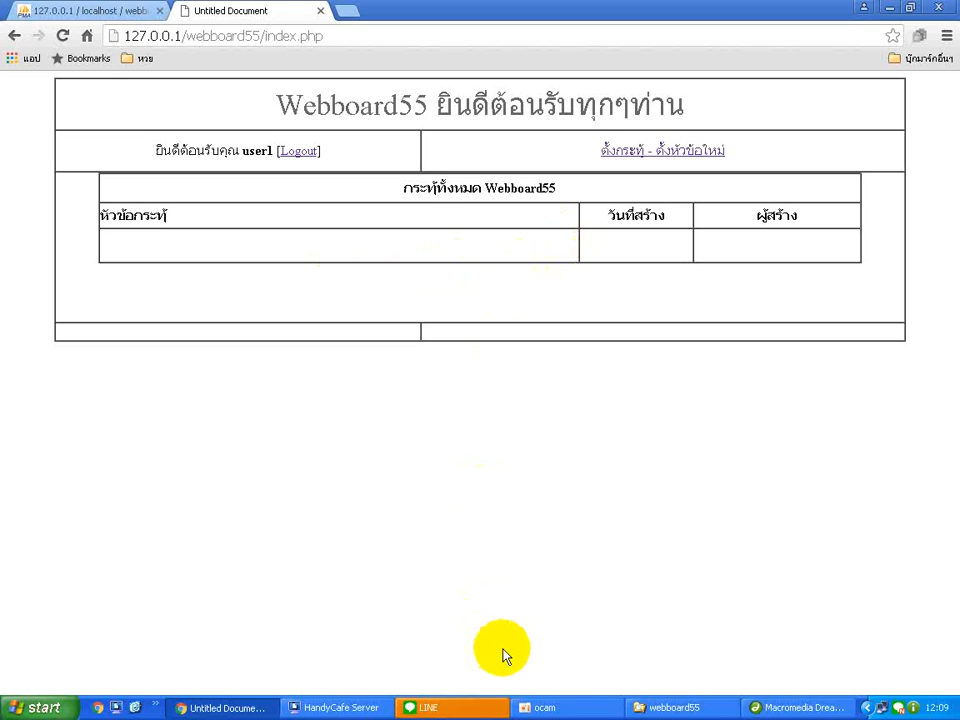 127.0.0.1 / localhost / webb
Untitled Document
127.0.0.1/webboard55/index.php
แอป
Bookmarks
หวย
บุ๊กมาร์กอื่นๆ
Webboard55 ยินดีต้อนรับทุกๆท่าน
ยินดีต้อนรับคุณ user1 [Logout]
ตั้งกระทู้ - ตั้งหัวข้อใหม่
กระทู้ทั้งหมด Webboard55
หัวข้อกระทู้
วันที่สร้าง
ผู้สร้าง
start
Untitled Docume...
HandyCafe Server
LINE
ocam
webboard55
Macromedia Drea...
12:09